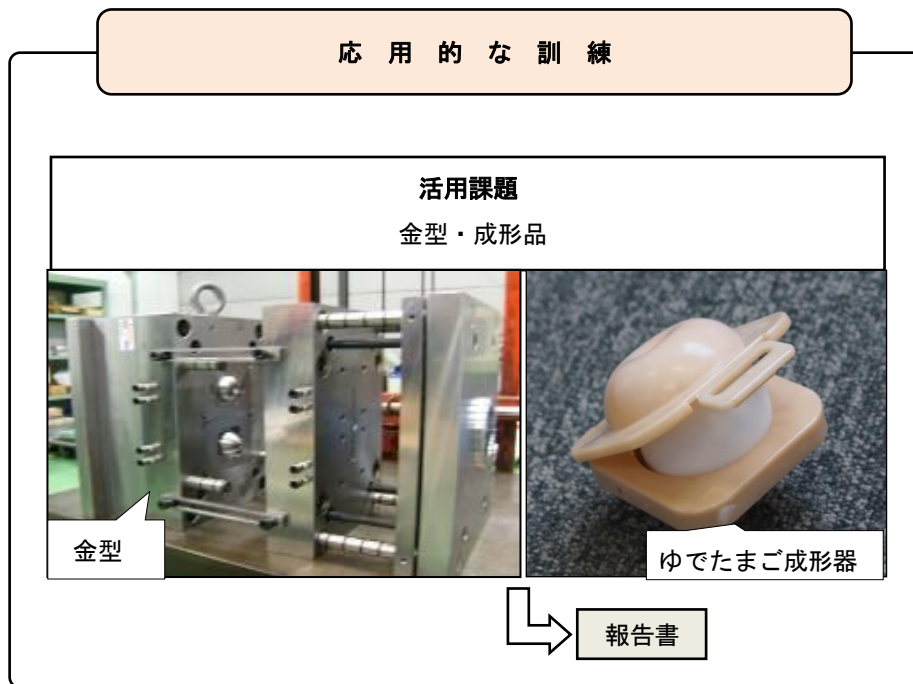 応用的な訓練
活用課題
金型・成形品
金型
ゆでたまご成形器
報告書